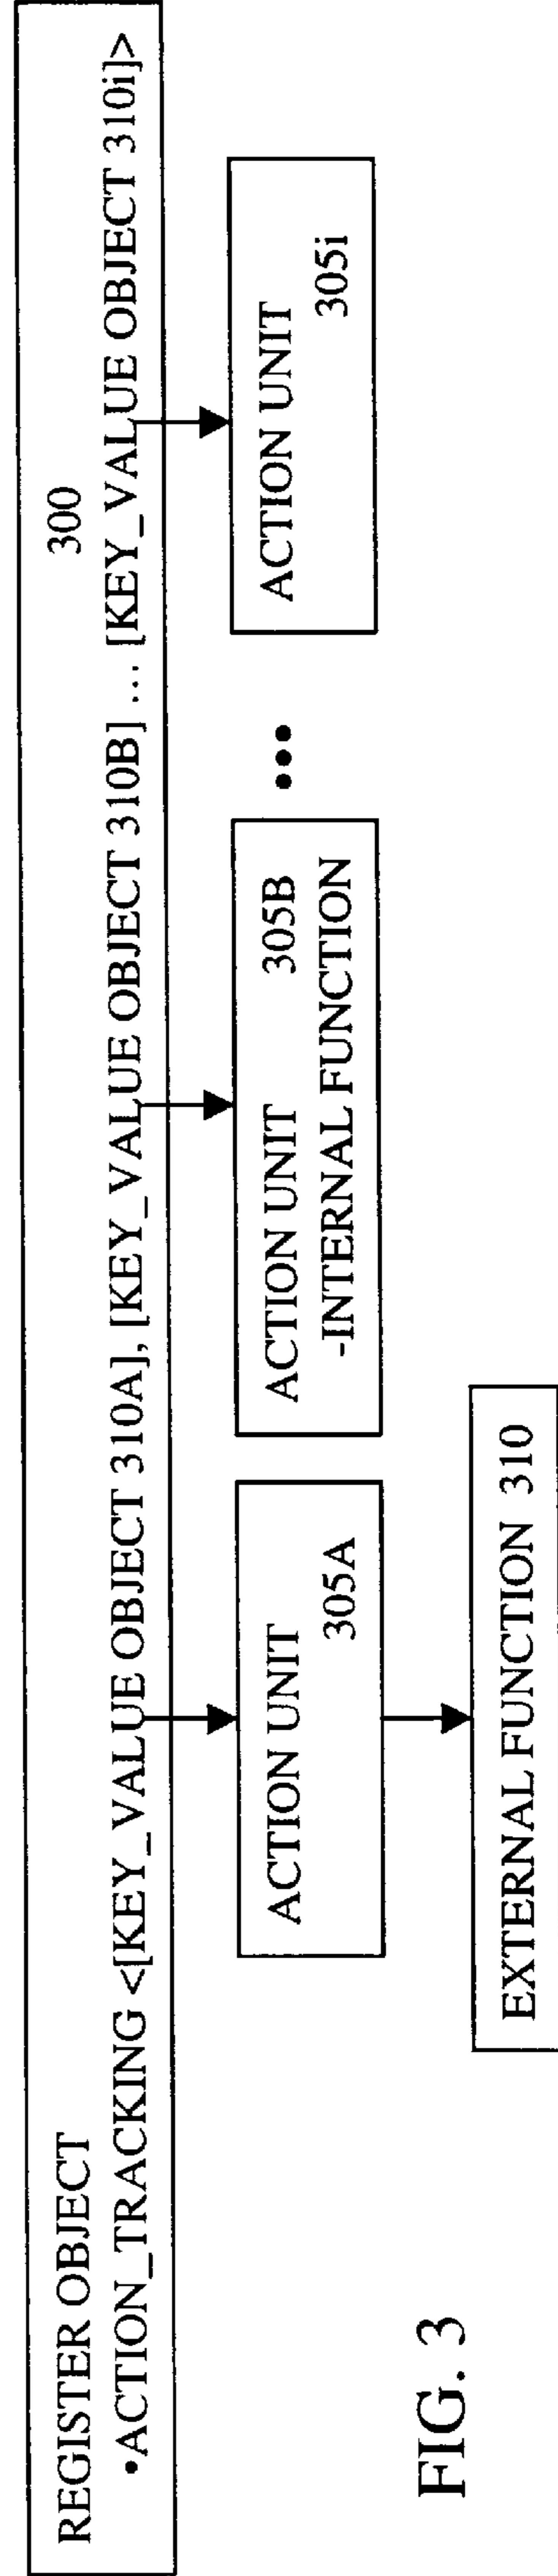 REGISTER OBJECT 300
•ACTION_TRACKING <[KEY_VALUE OBJECT 310A], [KEY_VALUE OBJECT 310B] ... [KEY_VALUE OBJECT 310i]>
ACTION UNIT
305A
ACTION UNIT 305B
-INTERNAL FUNCTION
•••
ACTION UNIT
305i
EXTERNAL FUNCTION 310
FIG. 3